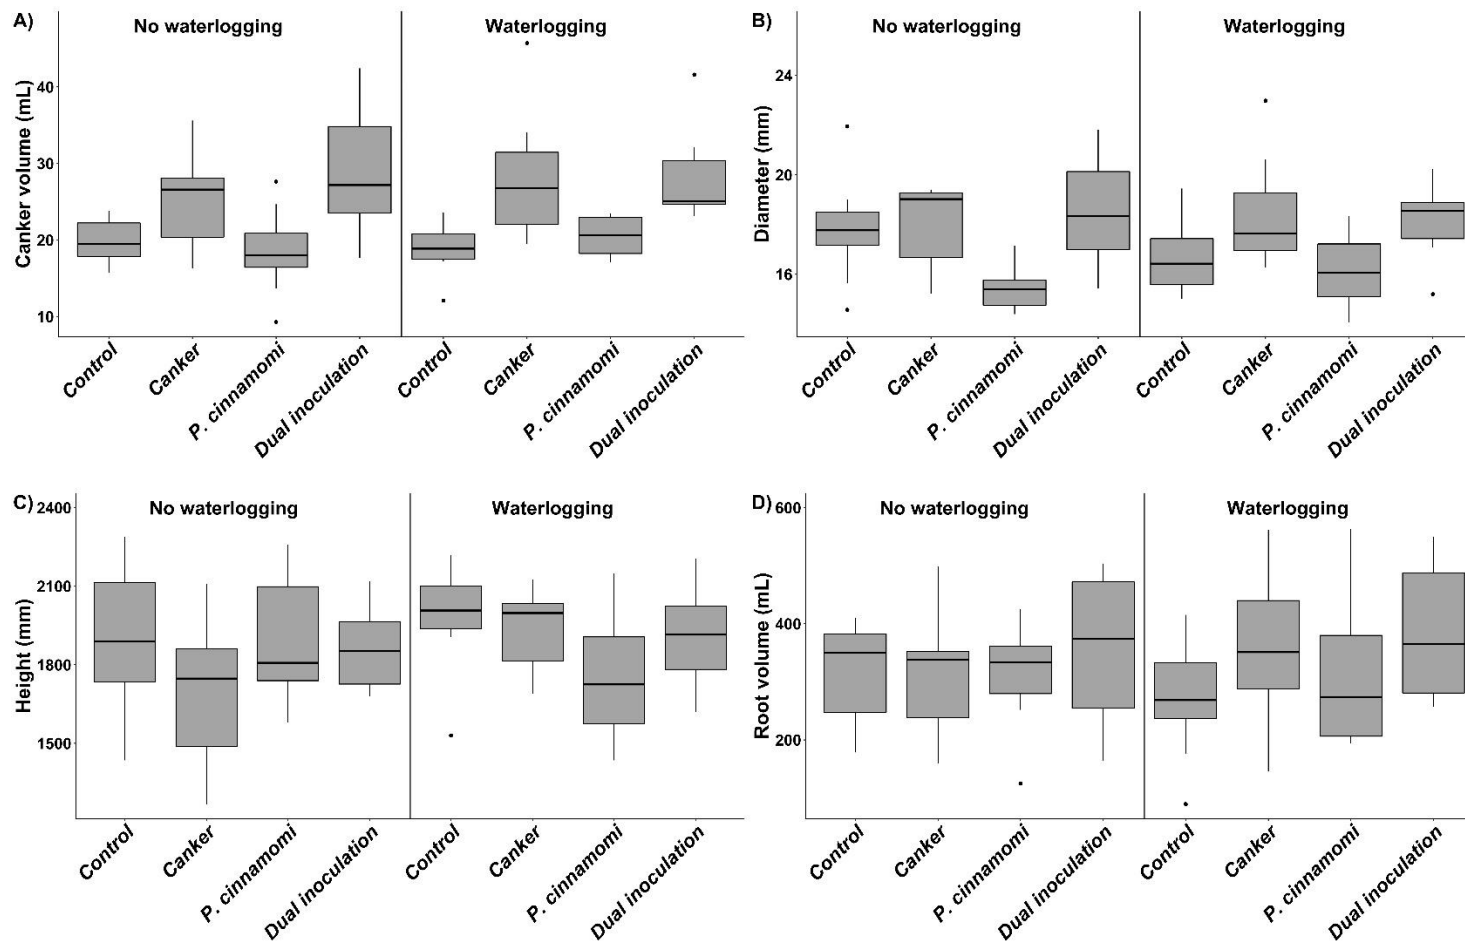 A)
No waterlogging
Waterlogging
Canker volume (mL)
40
30
20
10
Control
Canker
P. cinnamomi
Dual inoculation
Control
Canker
P. cinnamomi
Dual inoculation
B)
No waterlogging
Waterlogging
Diameter (mm)
24
20
16
Control
Canker
P. cinnamomi
Dual inoculation
Control
Canker
P. cinnamomi
Dual inoculation
C)
No waterlogging
Waterlogging
Height (mm)
2400
2100
1800
1500
Control
Canker
P. cinnamomi
Dual inoculation
Control
Canker
P. cinnamomi
Dual inoculation
D)
No waterlogging
Waterlogging
Root volume (mL)
600
400
200
Control
Canker
P. cinnamomi
Dual inoculation
Control
Canker
P. cinnamomi
Dual inoculation